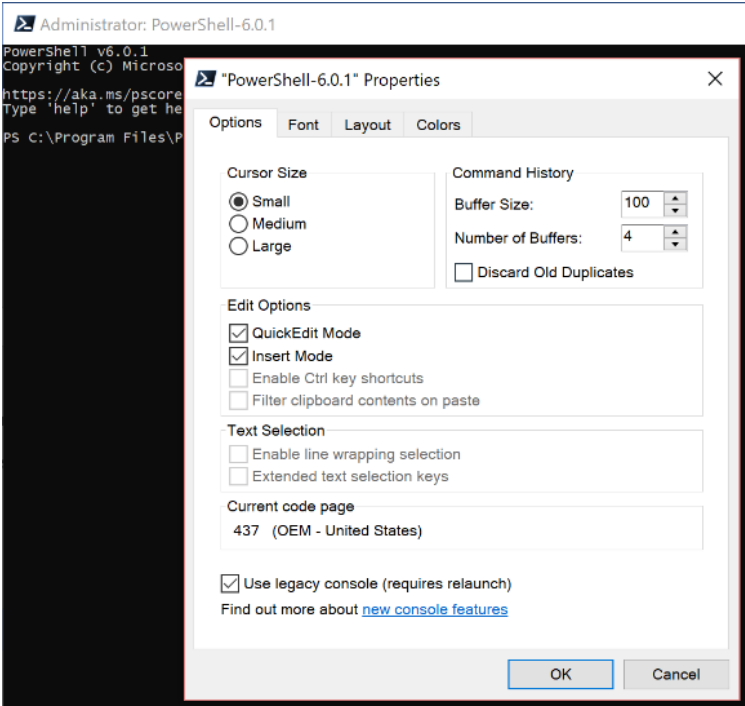 Administrator: PowerShell-6.0.1
PowerShell v6.0.1
Copyright (c) Microso
https://aka.ms/pscore
Type 'help' to get he
PS C:\Program Files\P
"PowerShell-6.0.1" Properties
Options Font Layout Colors
Cursor Size
Small
Medium
Large
Command History
Buffer Size: 100
Number of Buffers: 4
Discard Old Duplicates
Edit Options
QuickEdit Mode
Insert Mode
Enable Ctrl key shortcuts
Filter clipboard contents on paste
Text Selection
Enable line wrapping selection
Extended text selection keys
Current code page
437 (OEM - United States)
Use legacy console (requires relaunch)
Find out more about new console features
OK Cancel